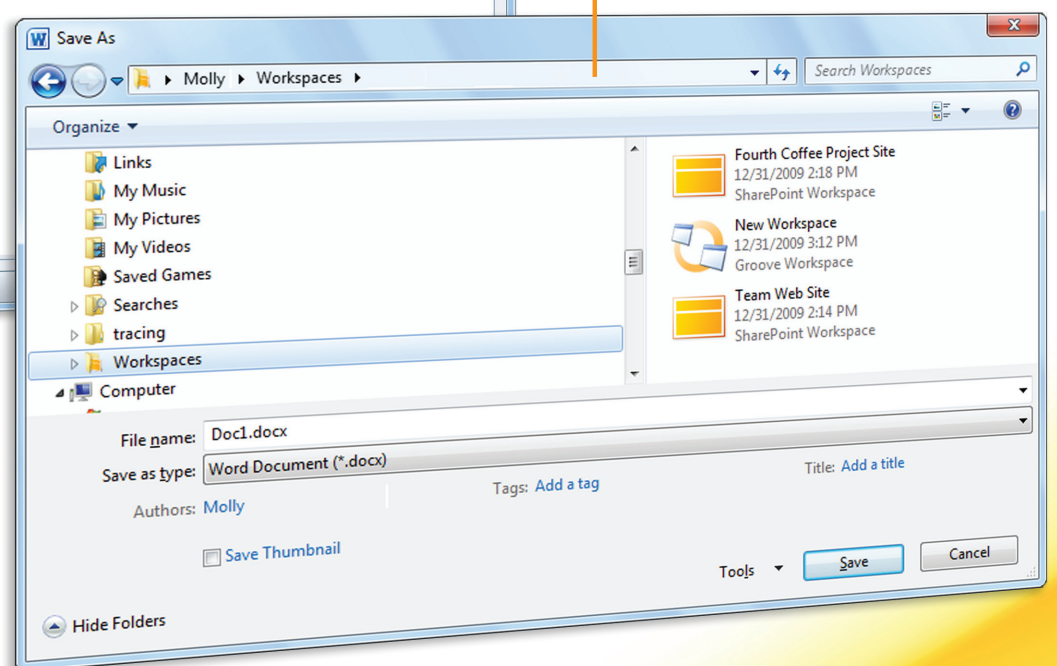 W Save As
Molly Workspaces
Search Workspaces
Organize
Links
My Music
My Pictures
My Videos
Saved Games
Searches
tracing
Workspaces
Computer
Fourth Coffee Project Site
12/31/2009 2:18 PM
SharePoint Workspace
New Workspace
12/31/2009 3:12 PM
Groove Workspace
Team Web Site
12/31/2009 2:14 PM
SharePoint Workspace
File name: Doc1.docx
Save as type: Word Document (*.docx)
Authors: Molly Tags: Add a tag Title: Add a title
Save Thumbnail
Tools Save Cancel
Hide Folders